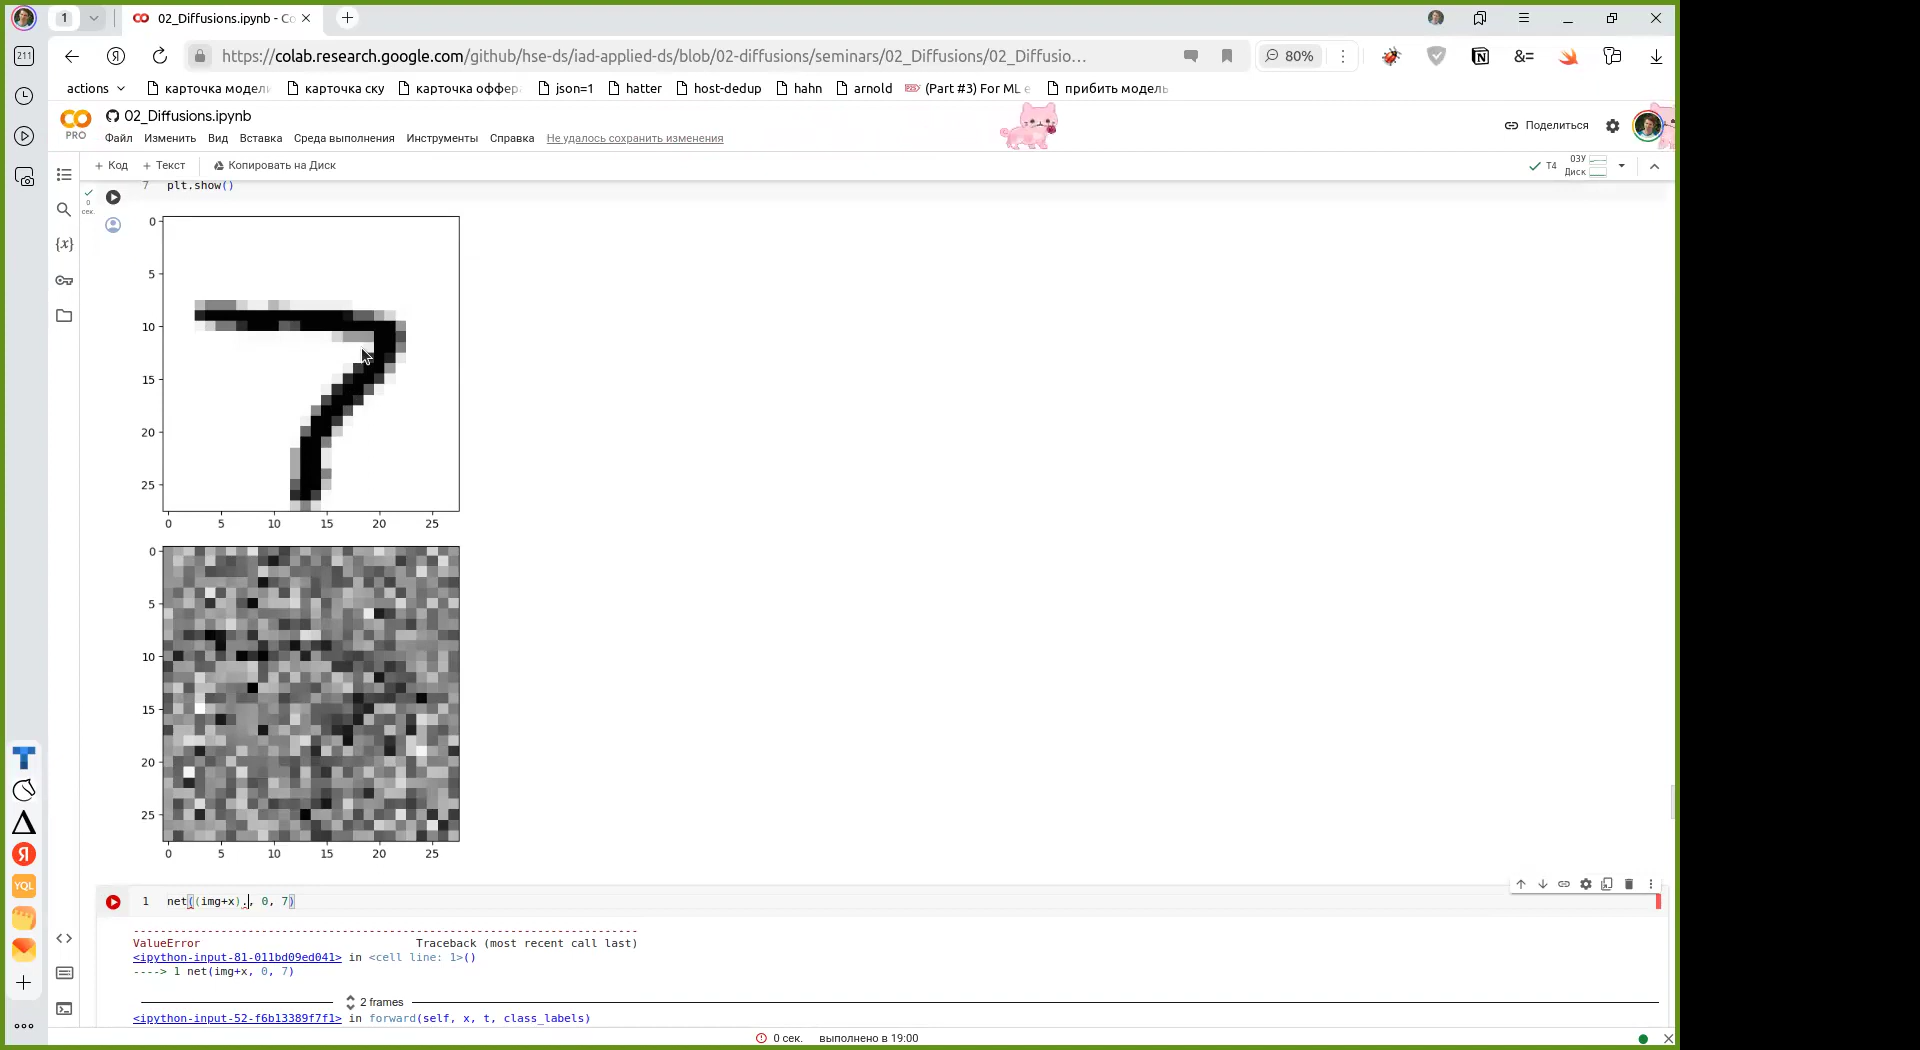 1
02_Diffusions.ipynb - Co
211
https://colab.research.google.com/github/hse-ds/iad-applied-ds/blob/02-diffusions/seminars/02_Diffusions/02_Diffusio...
80%
actions
карточка модели
карточка ску
карточка оффер
json=1
hatter
host-dedup
hahn
arnold
(Part #3) For ML e
прибить модель
PRO
02_Diffusions.ipynb
Файл Изменить Вид Вставка Среда выполнения Инструменты Справка Не удалось сохранить изменения
Поделиться
+ Код + Текст Копировать на Диск
T4 ОЗУ
Диск
7 plt.show()
0
сек.
{x}
0
5
10
15
20
25
0 5 10 15 20 25
0
5
10
15
20
25
0 5 10 15 20 25
YQL
Я
1 net((img+x)., 0, 7)
---------------------------------------------------------------------------
ValueError Traceback (most recent call last)
<ipython-input-81-011bd09ed041> in <cell line: 1>()
----> 1 net(img+x, 0, 7)
2 frames
<ipython-input-52-f6b13389f7f1> in forward(self, x, t, class_labels)
0 сек. выполнено в 19:00